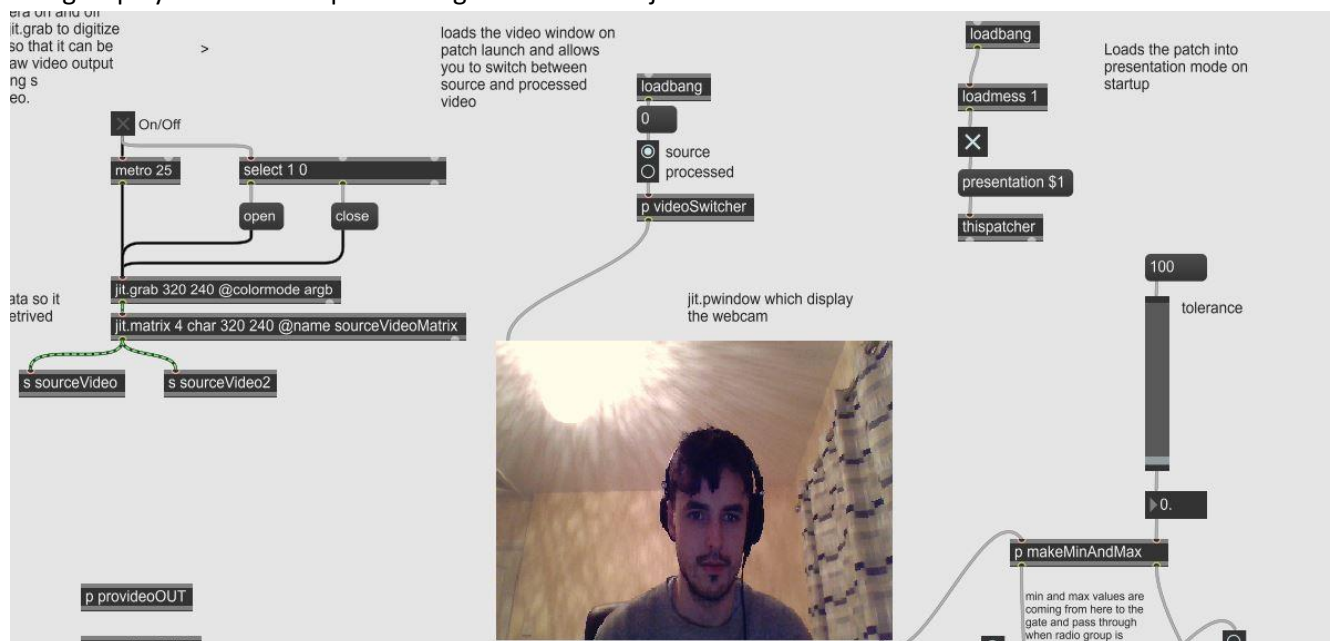 era on and off
jit.grab to digitize
so that it can be
aw video output
ng s
eo.
>
On/Off
metro 25
select 1 0
open
close
jit.grab 320 240 @colormode argb
jit.matrix 4 char 320 240 @name sourceVideoMatrix
ata so it
etrived
s sourceVideo
s sourceVideo2
p provideoOUT
loads the video window on
patch launch and allows
you to switch between
source and processed
video
loadbang
0
source
processed
p videoSwitcher
jit.pwindow which display
the webcam
loadbang
loadmess 1
presentation $1
thispatcher
Loads the patch into
presentation mode on
startup
100
tolerance
0.
p makeMinAndMax
min and max values are
coming from here to the
gate and pass through
when radio group is